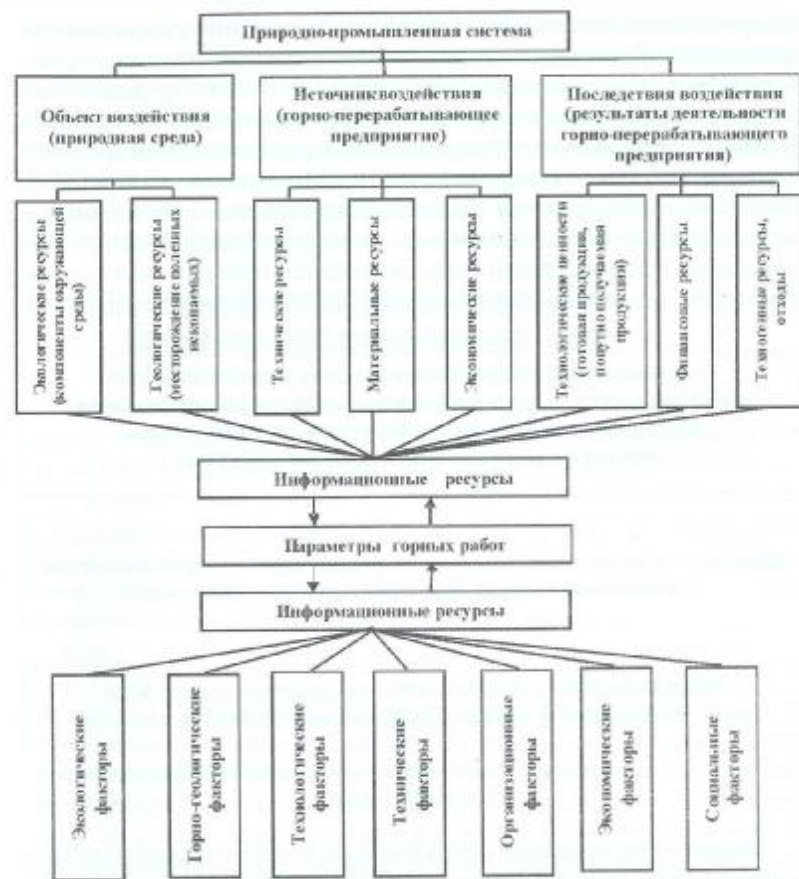 Природно-промышленная система
Объект воздействия
(природная среда)
Источниквоздействия
(горно-перерабатывающее
предприятие)
Последствия воздействия
(результаты деятельности
горно-перерабатывающего
предприятия)
Экологические ресурсы
(компоненты окружающей
среды)
Геологические ресурсы
(несторождение полезных
ископаемых)
Технические ресурсы
Материальные ресурсы
Экономические ресурсы
Технологические ценности
(готовая продукция,
попутно получаемая
продукция)
Финансовые ресурсы
Техногенные ресурсы,
отходы
Информационные ресурсы
Параметры горных работ
Информационные ресурсы
Экологические
факторы
Горно-геологические
факторы
Технологические
факторы
Технические
факторы
Организационные
факторы
Экономические
факторы
Социальные
факторы